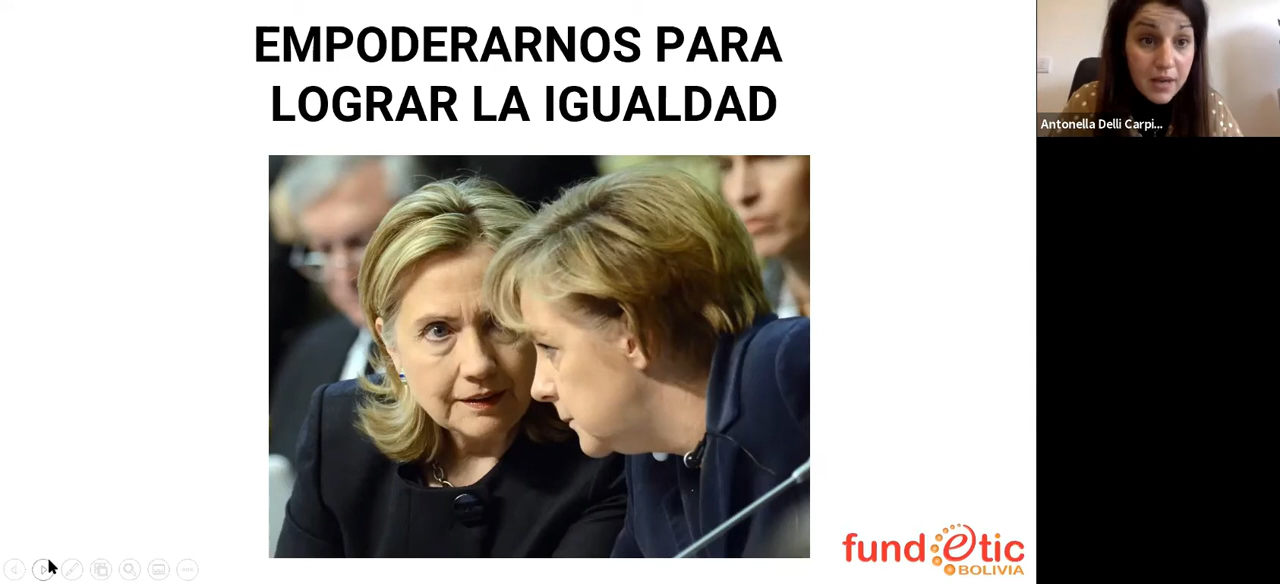 EMPODERARNOS PARA
LOGRAR LA IGUALDAD
Antonella Delli Carpi...
fundetic
BOLIVIA